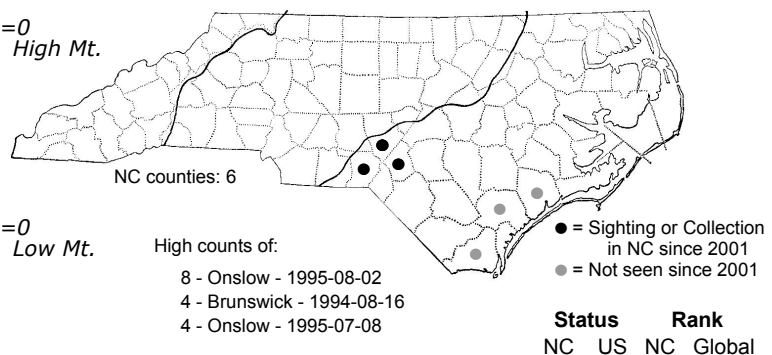 =0
High Mt.
NC counties: 6
=0
Low Mt.
High counts of:
8 - Onslow - 1995-08-02
4 - Brunswick - 1994-08-16
4 - Onslow - 1995-07-08
● = Sighting or Collection
in NC since 2001
● = Not seen since 2001
Status Rank
NC US NC Global